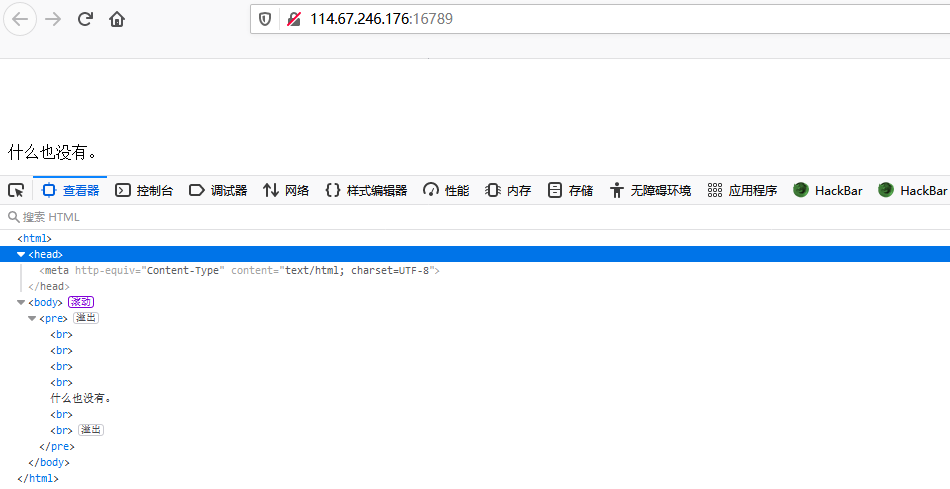 114.67.246.176:16789
什么也没有。
查看器 控制台 调试器 网络 样式编辑器 性能 内存 存储 无障碍环境 应用程序 HackBar HackBar
搜索 HTML
<html>
<head>
<meta http-equiv="Content-Type" content="text/html; charset=UTF-8">
</head>
<body> 滚动
<pre> 溢出
<br>
<br>
<br>
<br>
什么也没有。
<br>
<br> 溢出
</pre>
</body>
</html>